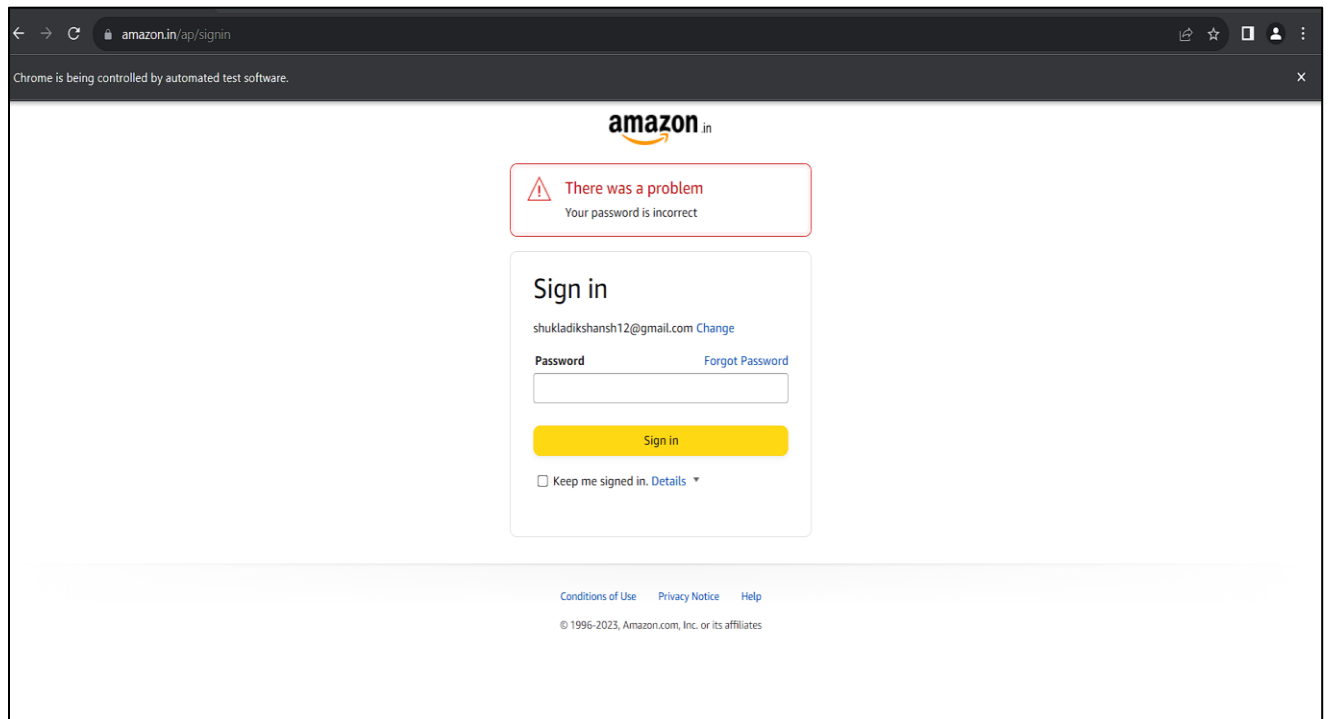 amazon.in/ap/signin
Chrome is being controlled by automated test software.
amazon.in
There was a problem
Your password is incorrect
Sign in
shukladikshansh12@gmail.com Change
Password Forgot Password
Sign in
Keep me signed in. Details
Conditions of Use Privacy Notice Help
© 1996-2023, Amazon.com, Inc. or its affiliates